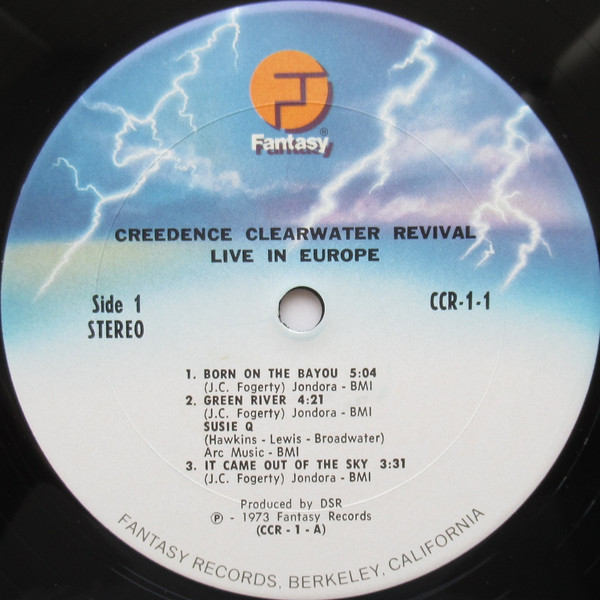 Fantasy®
CREEDENCE CLEARWATER REVIVAL
LIVE IN EUROPE
Side 1
STEREO
CCR-1-1
1. BORN ON THE BAYOU 5:04
(J.C. Fogerty) Jondora - BMI
2. GREEN RIVER 4:21
(J.C. Fogerty) Jondora - BMI
SUSIE Q
(Hawkins - Lewis - Broadwater)
Arc Music - BMI
3. IT CAME OUT OF THE SKY 3:31
(J.C. Fogerty) Jondora - BMI
Produced by DSR
℗ - 1973 Fantasy Records
(CCR - 1 - A)
FANTASY RECORDS, BERKELEY, CALIFORNIA